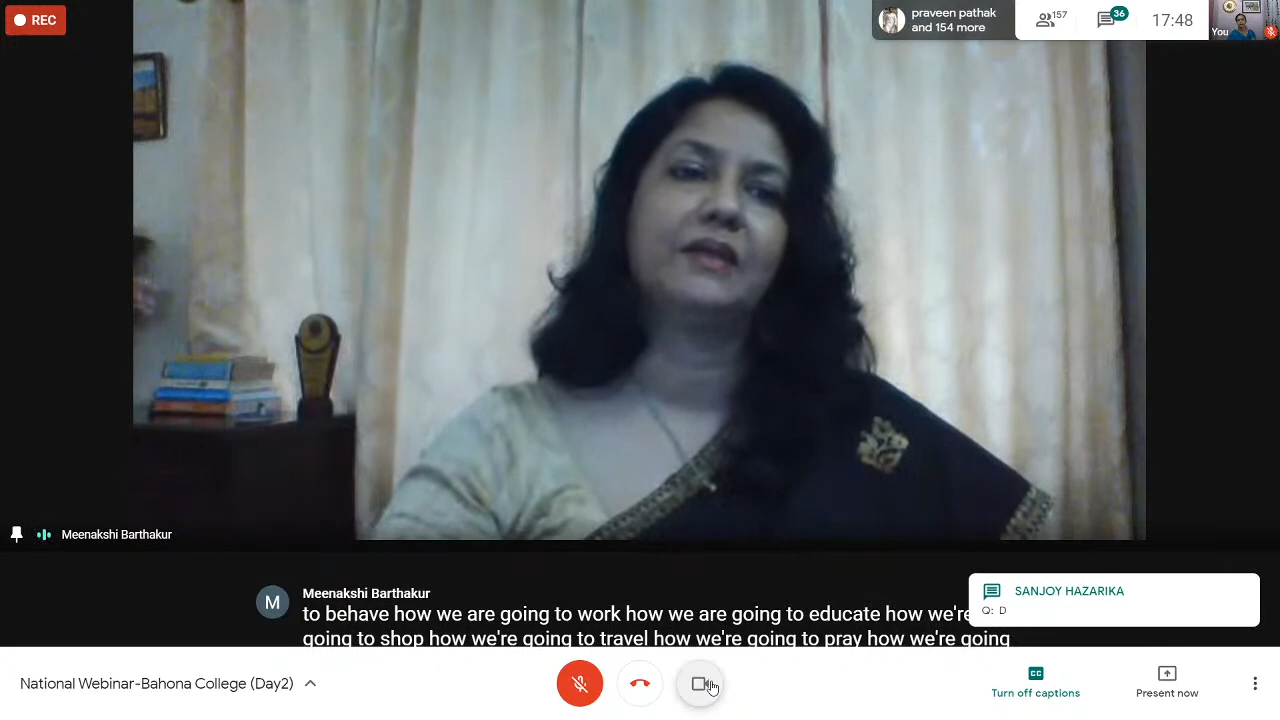 REC
praveen pathak
and 154 more
157
36
17:48
You
Meenakshi Barthakur
M
Meenakshi Barthakur
to behave how we are going to work how we are going to educate how we're
going to shop how we're going to travel how we're going to pray how we're going
SANJOY HAZARIKA
Q: D
National Webinar-Bahona College (Day2)
CC
Turn off captions
Present now